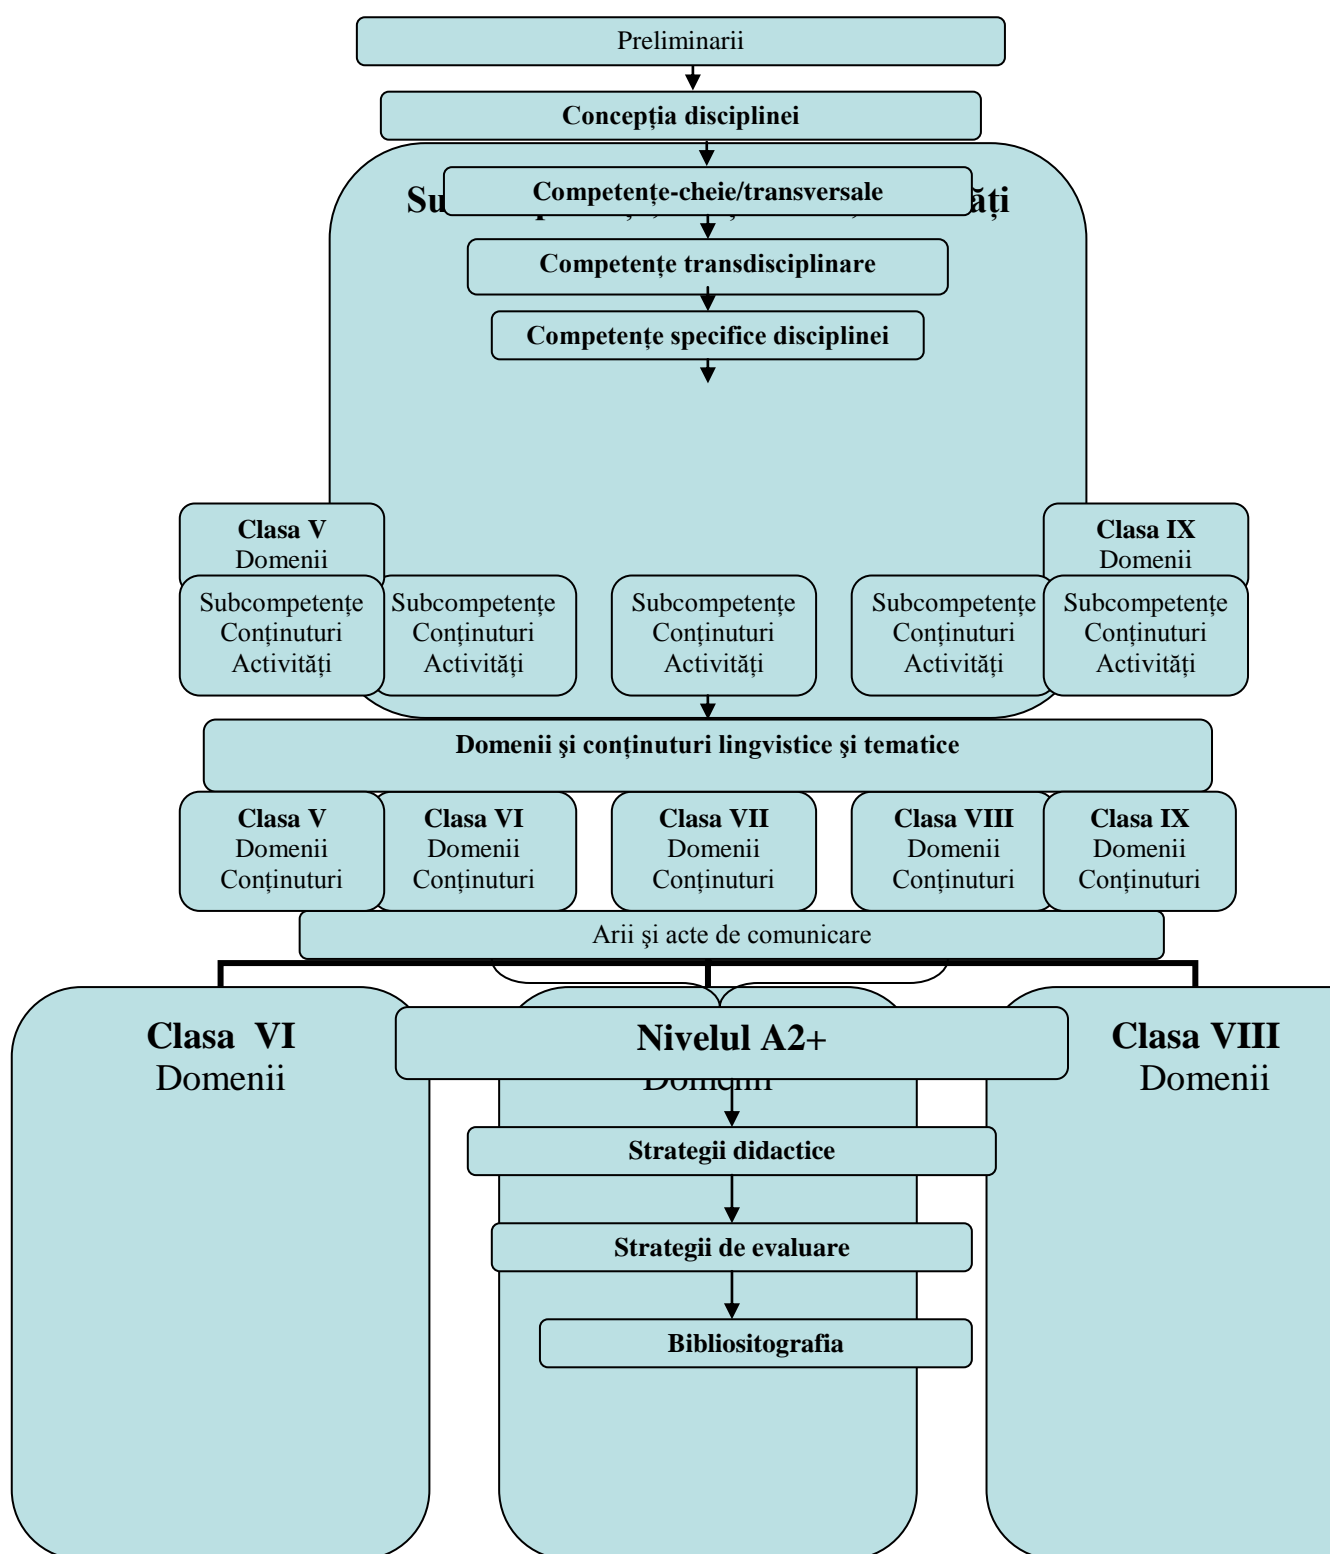 Preliminarii
Concepția disciplinei
Competențe-cheie/transversale
Competențe transdisciplinare
Competențe specifice disciplinei
Clasa V
Domenii
Clasa IX
Domenii
Subcompetențe
Conținuturi
Activități
Subcompetențe
Conținuturi
Activități
Subcompetențe
Conținuturi
Activități
Subcompetențe
Conținuturi
Activități
Subcompetențe
Conținuturi
Activități
Domenii şi conținuturi lingvistice şi tematice
Clasa V
Domenii
Conținuturi
Clasa VI
Domenii
Conținuturi
Clasa VII
Domenii
Conținuturi
Clasa VIII
Domenii
Conținuturi
Clasa IX
Domenii
Conținuturi
Arii şi acte de comunicare
Clasa VI
Domenii
Nivelul A2+
Domenii
Clasa VIII
Domenii
Strategii didactice
Strategii de evaluare
Bibliositografia